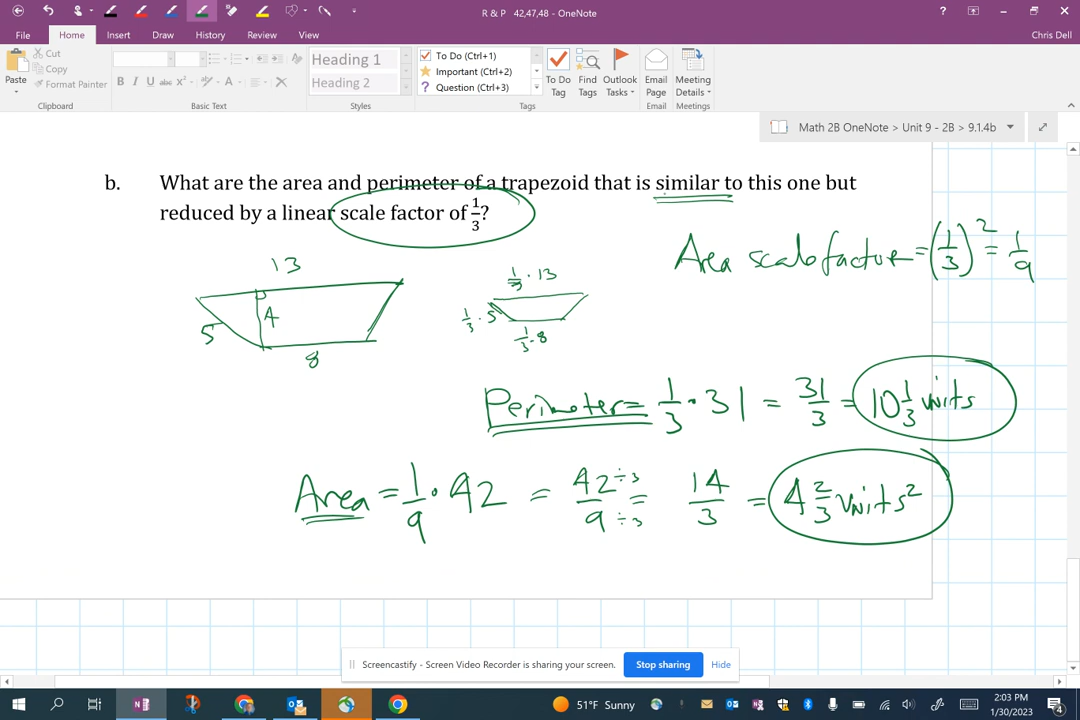 R & P 42,47,48 - OneNote
File Home Insert Draw History Review View Chris Dell
Paste Cut Copy Format Painter Clipboard
B I U abc x² A Basic Text
Heading 1 Heading 2 Styles
To Do (Ctrl+1)
Important (Ctrl+2)
Question (Ctrl+3)
To Do Tag Find Tags Outlook Tasks Tags
Email Page Email
Meeting Details Meetings
Math 2B OneNote > Unit 9 - 2B > 9.1.4b
b. What are the area and perimeter of a trapezoid that is similar to this one but
reduced by a linear scale factor of 1/3?
Area scale factor = (1/3)² = 1/9
13
5 4
8
1/3 · 13
1/3 · 5
1/3 · 8
Perimeter = 1/3 · 31 = 31/3 = 10 1/3 units
Area = 1/9 · 42 = 42÷3/9÷3 = 14/3 = 4 2/3 units²
Screencastify - Screen Video Recorder is sharing your screen. Stop sharing Hide
51°F Sunny
2:03 PM
1/30/2023
4